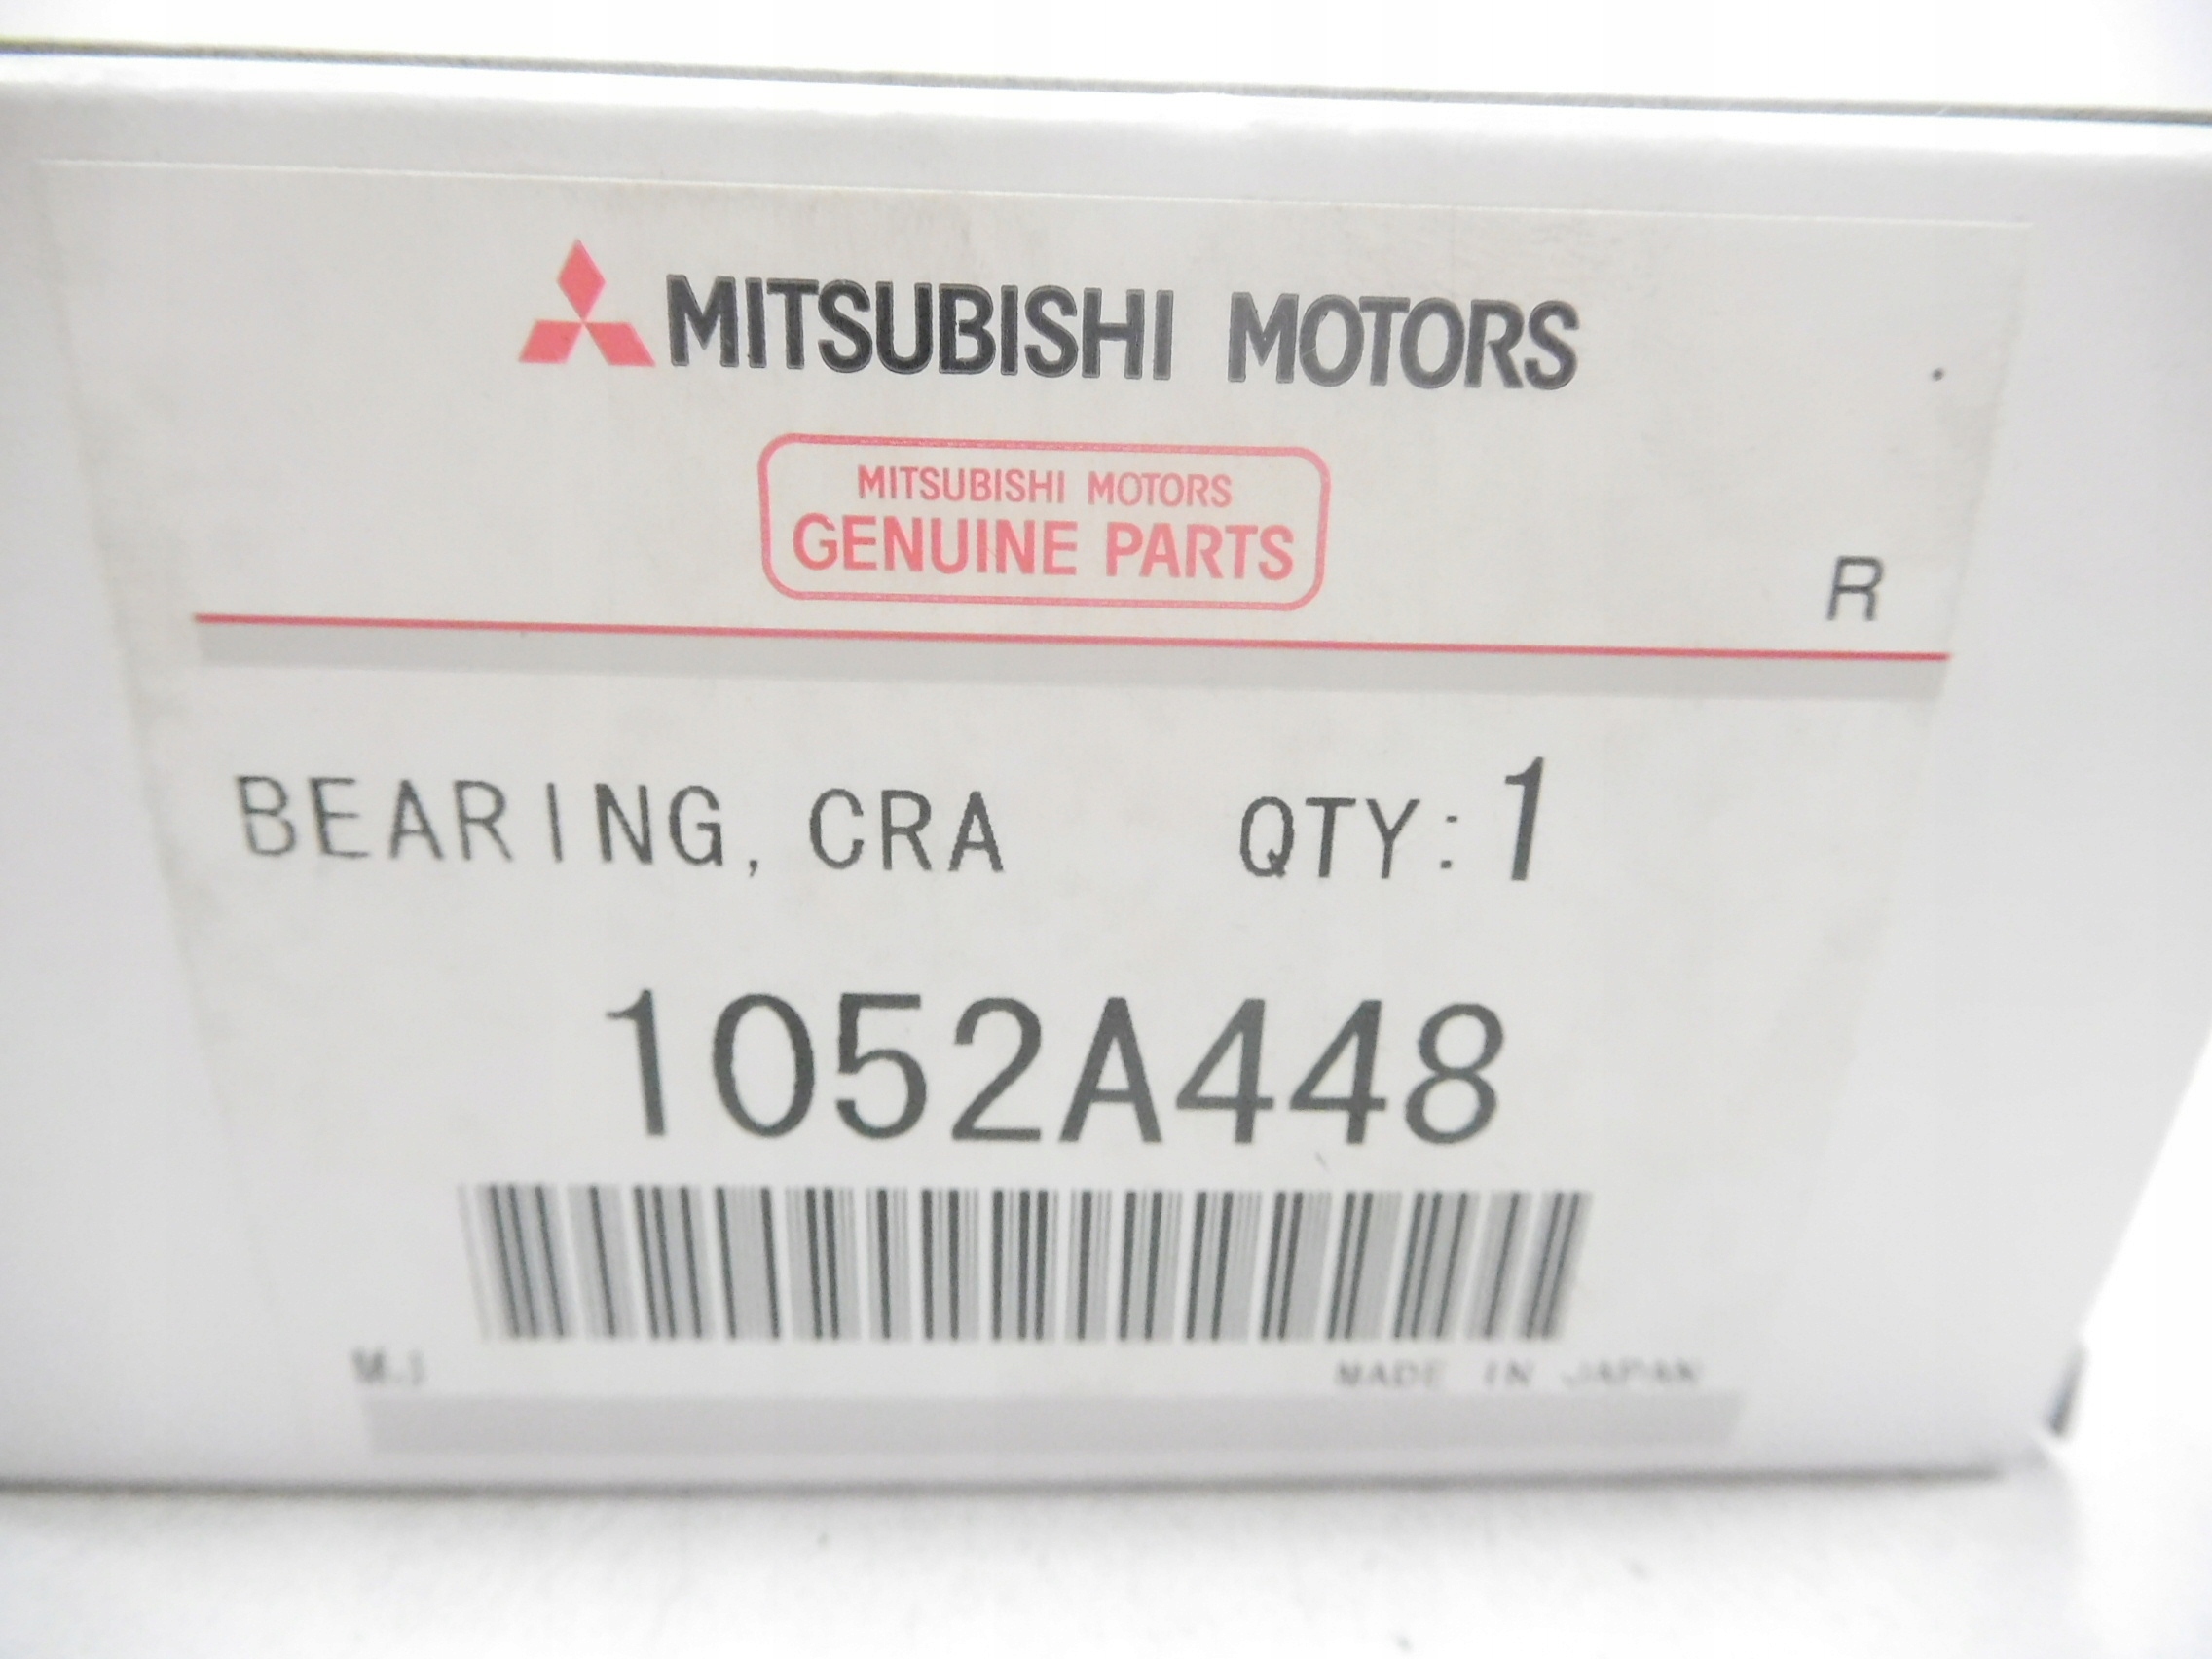 MITSUBISHI MOTORS
MITSUBISHI MOTORS
GENUINE PARTS
R
BEARING, CRA QTY:1
1052A448
MADE IN JAPAN